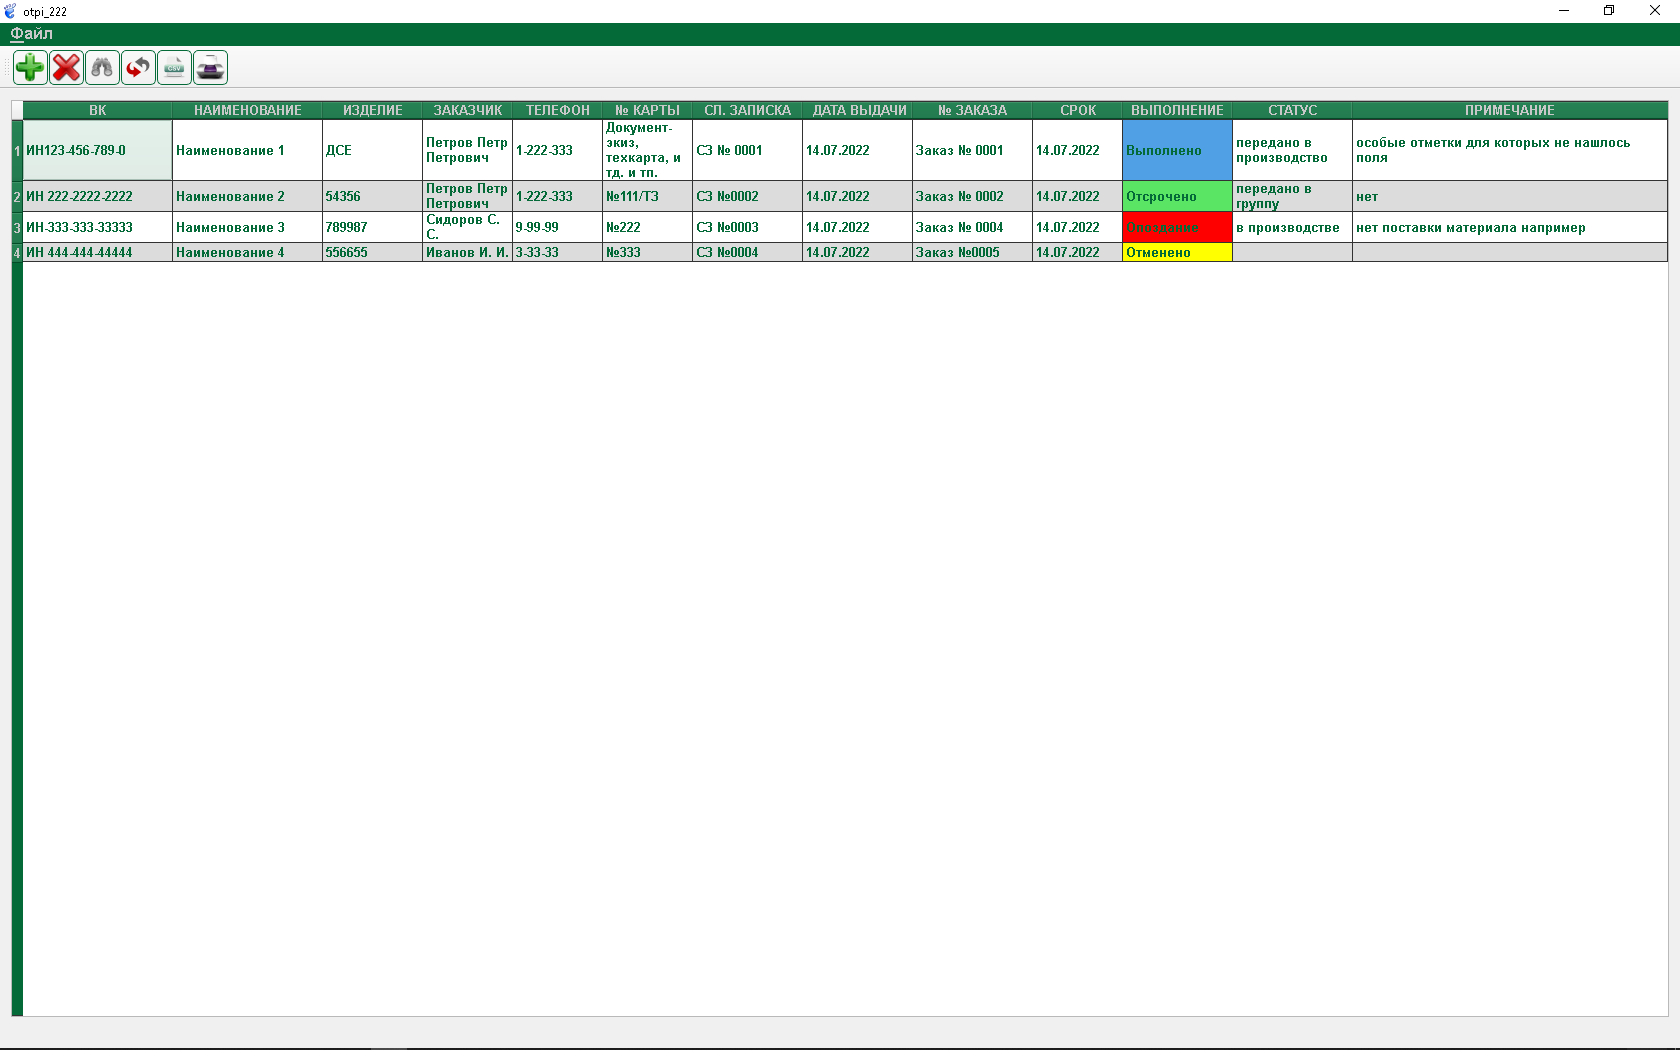 otpi_222
Файл
CSV
ВК НАИМЕНОВАНИЕ ИЗДЕЛИЕ ЗАКАЗЧИК ТЕЛЕФОН № КАРТЫ СП. ЗАПИСКА ДАТА ВЫДАЧИ № ЗАКАЗА СРОК ВЫПОЛНЕНИЕ СТАТУС ПРИМЕЧАНИЕ
1 ИН123-456-789-0 Наименование 1 ДСЕ
Петров Петр
Петрович
1-222-333
Документ-
экиз,
техкарта, и
тд. и тп.
СЗ № 0001 14.07.2022 Заказ № 0001 14.07.2022 Выполнено
передано в
производство
особые отметки для которых не нашлось
поля
2 ИН 222-2222-2222 Наименование 2 54356
Петров Петр
Петрович
1-222-333 №111/ТЗ СЗ №0002 14.07.2022 Заказ № 0002 14.07.2022 Отсрочено
передано в
группу
нет
3 ИН-333-333-33333 Наименование 3 789987
Сидоров С.
С.
9-99-99 №222 СЗ №0003 14.07.2022 Заказ № 0004 14.07.2022
в производстве нет поставки материала например
4 ИН 444-444-44444 Наименование 4 556655 Иванов И. И. 3-33-33 №333 СЗ №0004 14.07.2022 Заказ №0005 14.07.2022 Отменено